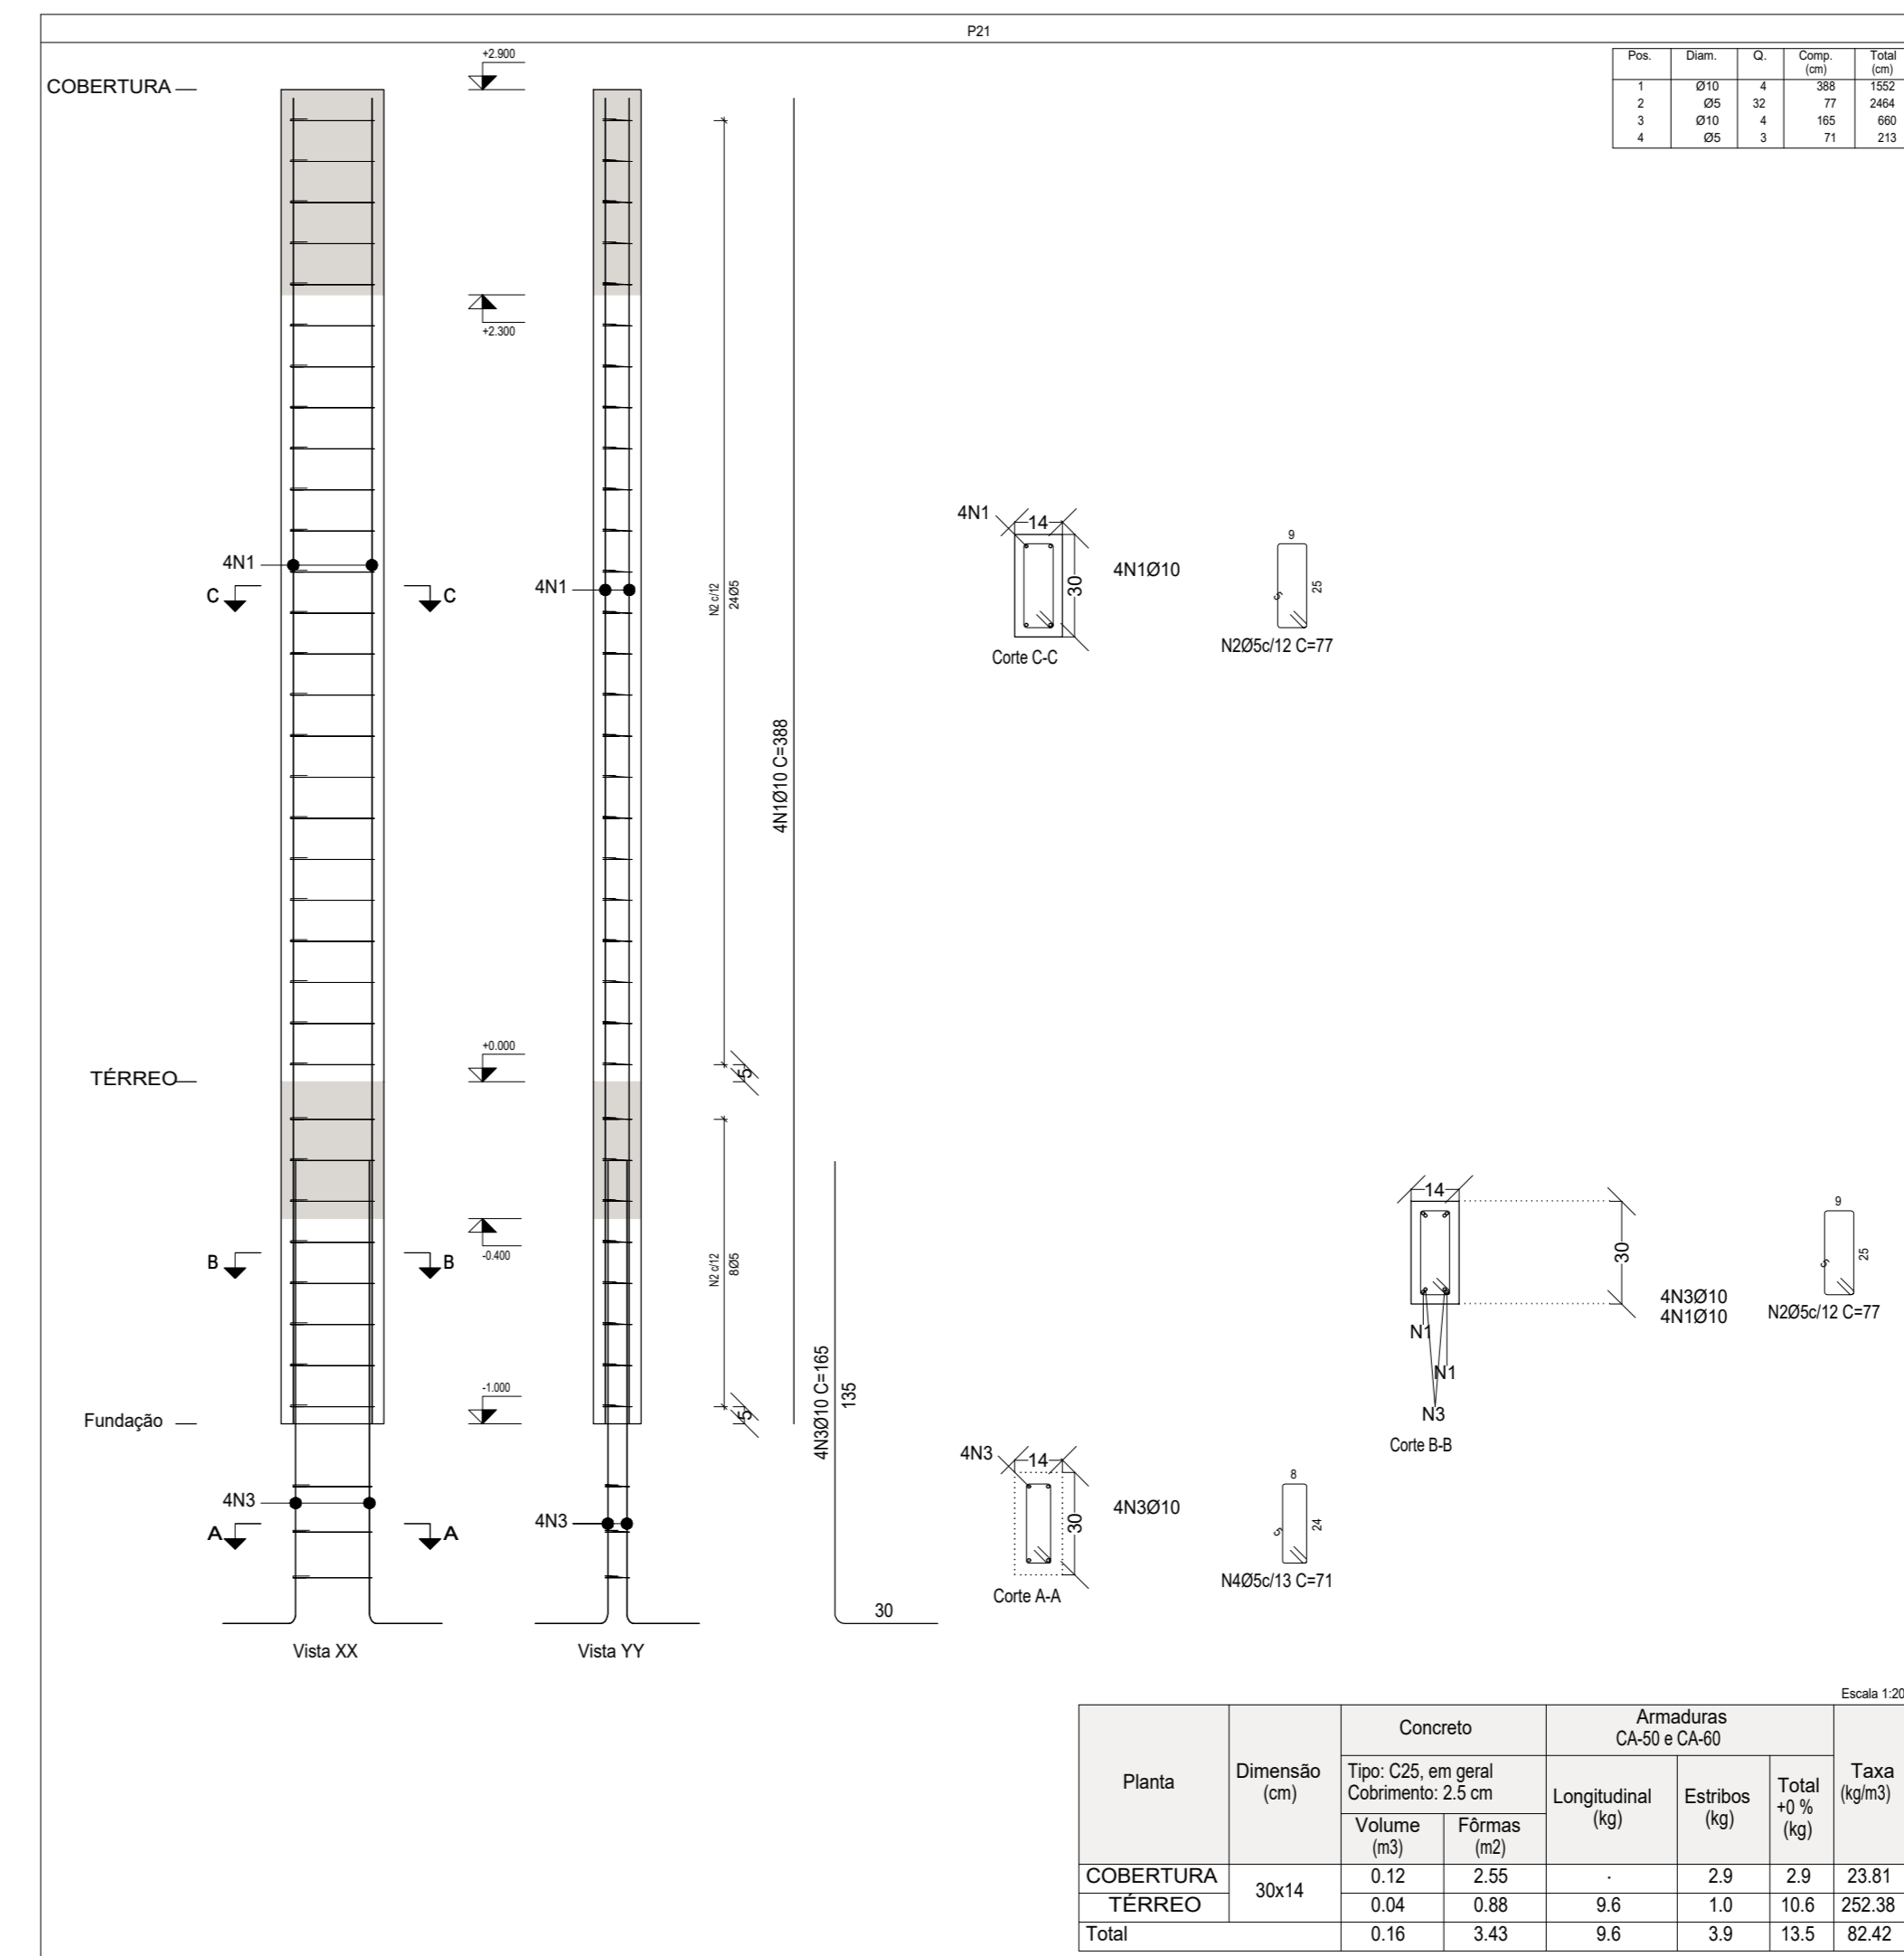 P21
Pos. Diam. Q. Comp. (cm) Total (cm)
1 Ø10 4 388 1552
2 Ø5 32 77 2464
3 Ø10 4 165 660
4 Ø5 3 71 213
+2.900
COBERTURA
+2.300
4N1
C C
4N1
N2 c/12
24Ø5
4N1Ø10 C=388
4N1
14
30
4N1Ø10
Corte C-C
9
25
5
N2Ø5c/12 C=77
+0.000
TÉRREO
5
B B
-0.400
N2 c/12
8Ø5
4N3Ø10 C=165
135
14
30
4N3Ø10
4N1Ø10
N1
N1
N3
Corte B-B
9
25
5
N2Ø5c/12 C=77
-1.000
Fundação
5
4N3
A A
4N3
30
4N3
14
30
4N3Ø10
Corte A-A
8
24
5
N4Ø5c/13 C=71
Vista XX
Vista YY
Escala 1:20
Planta
Dimensão
(cm)
Concreto
Tipo: C25, em geral
Cobrimento: 2.5 cm
Volume
(m3)
Fôrmas
(m2)
Armaduras
CA-50 e CA-60
Longitudinal
(kg)
Estribos
(kg)
Total
+0 %
(kg)
Taxa
(kg/m3)
COBERTURA 30x14 0.12 2.55 - 2.9 2.9 23.81
TÉRREO 0.04 0.88 9.6 1.0 10.6 252.38
Total 0.16 3.43 9.6 3.9 13.5 82.42